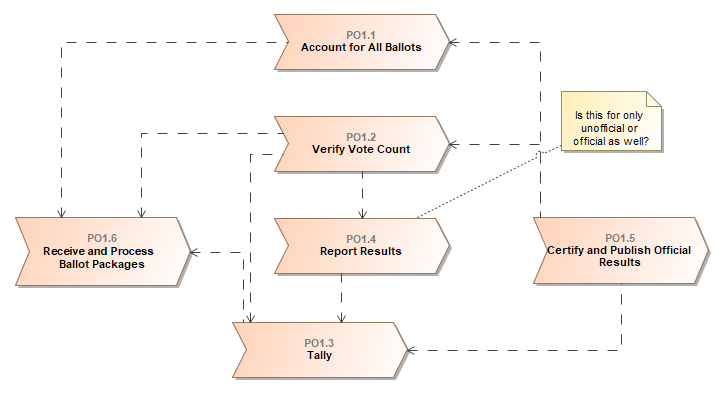 PO1.1
Account for All Ballots
Is this for only
unofficial or
official as well?
PO1.2
Verify Vote Count
PO1.6
Receive and Process
Ballot Packages
PO1.4
Report Results
PO1.5
Certify and Publish Official
Results
PO1.3
Tally